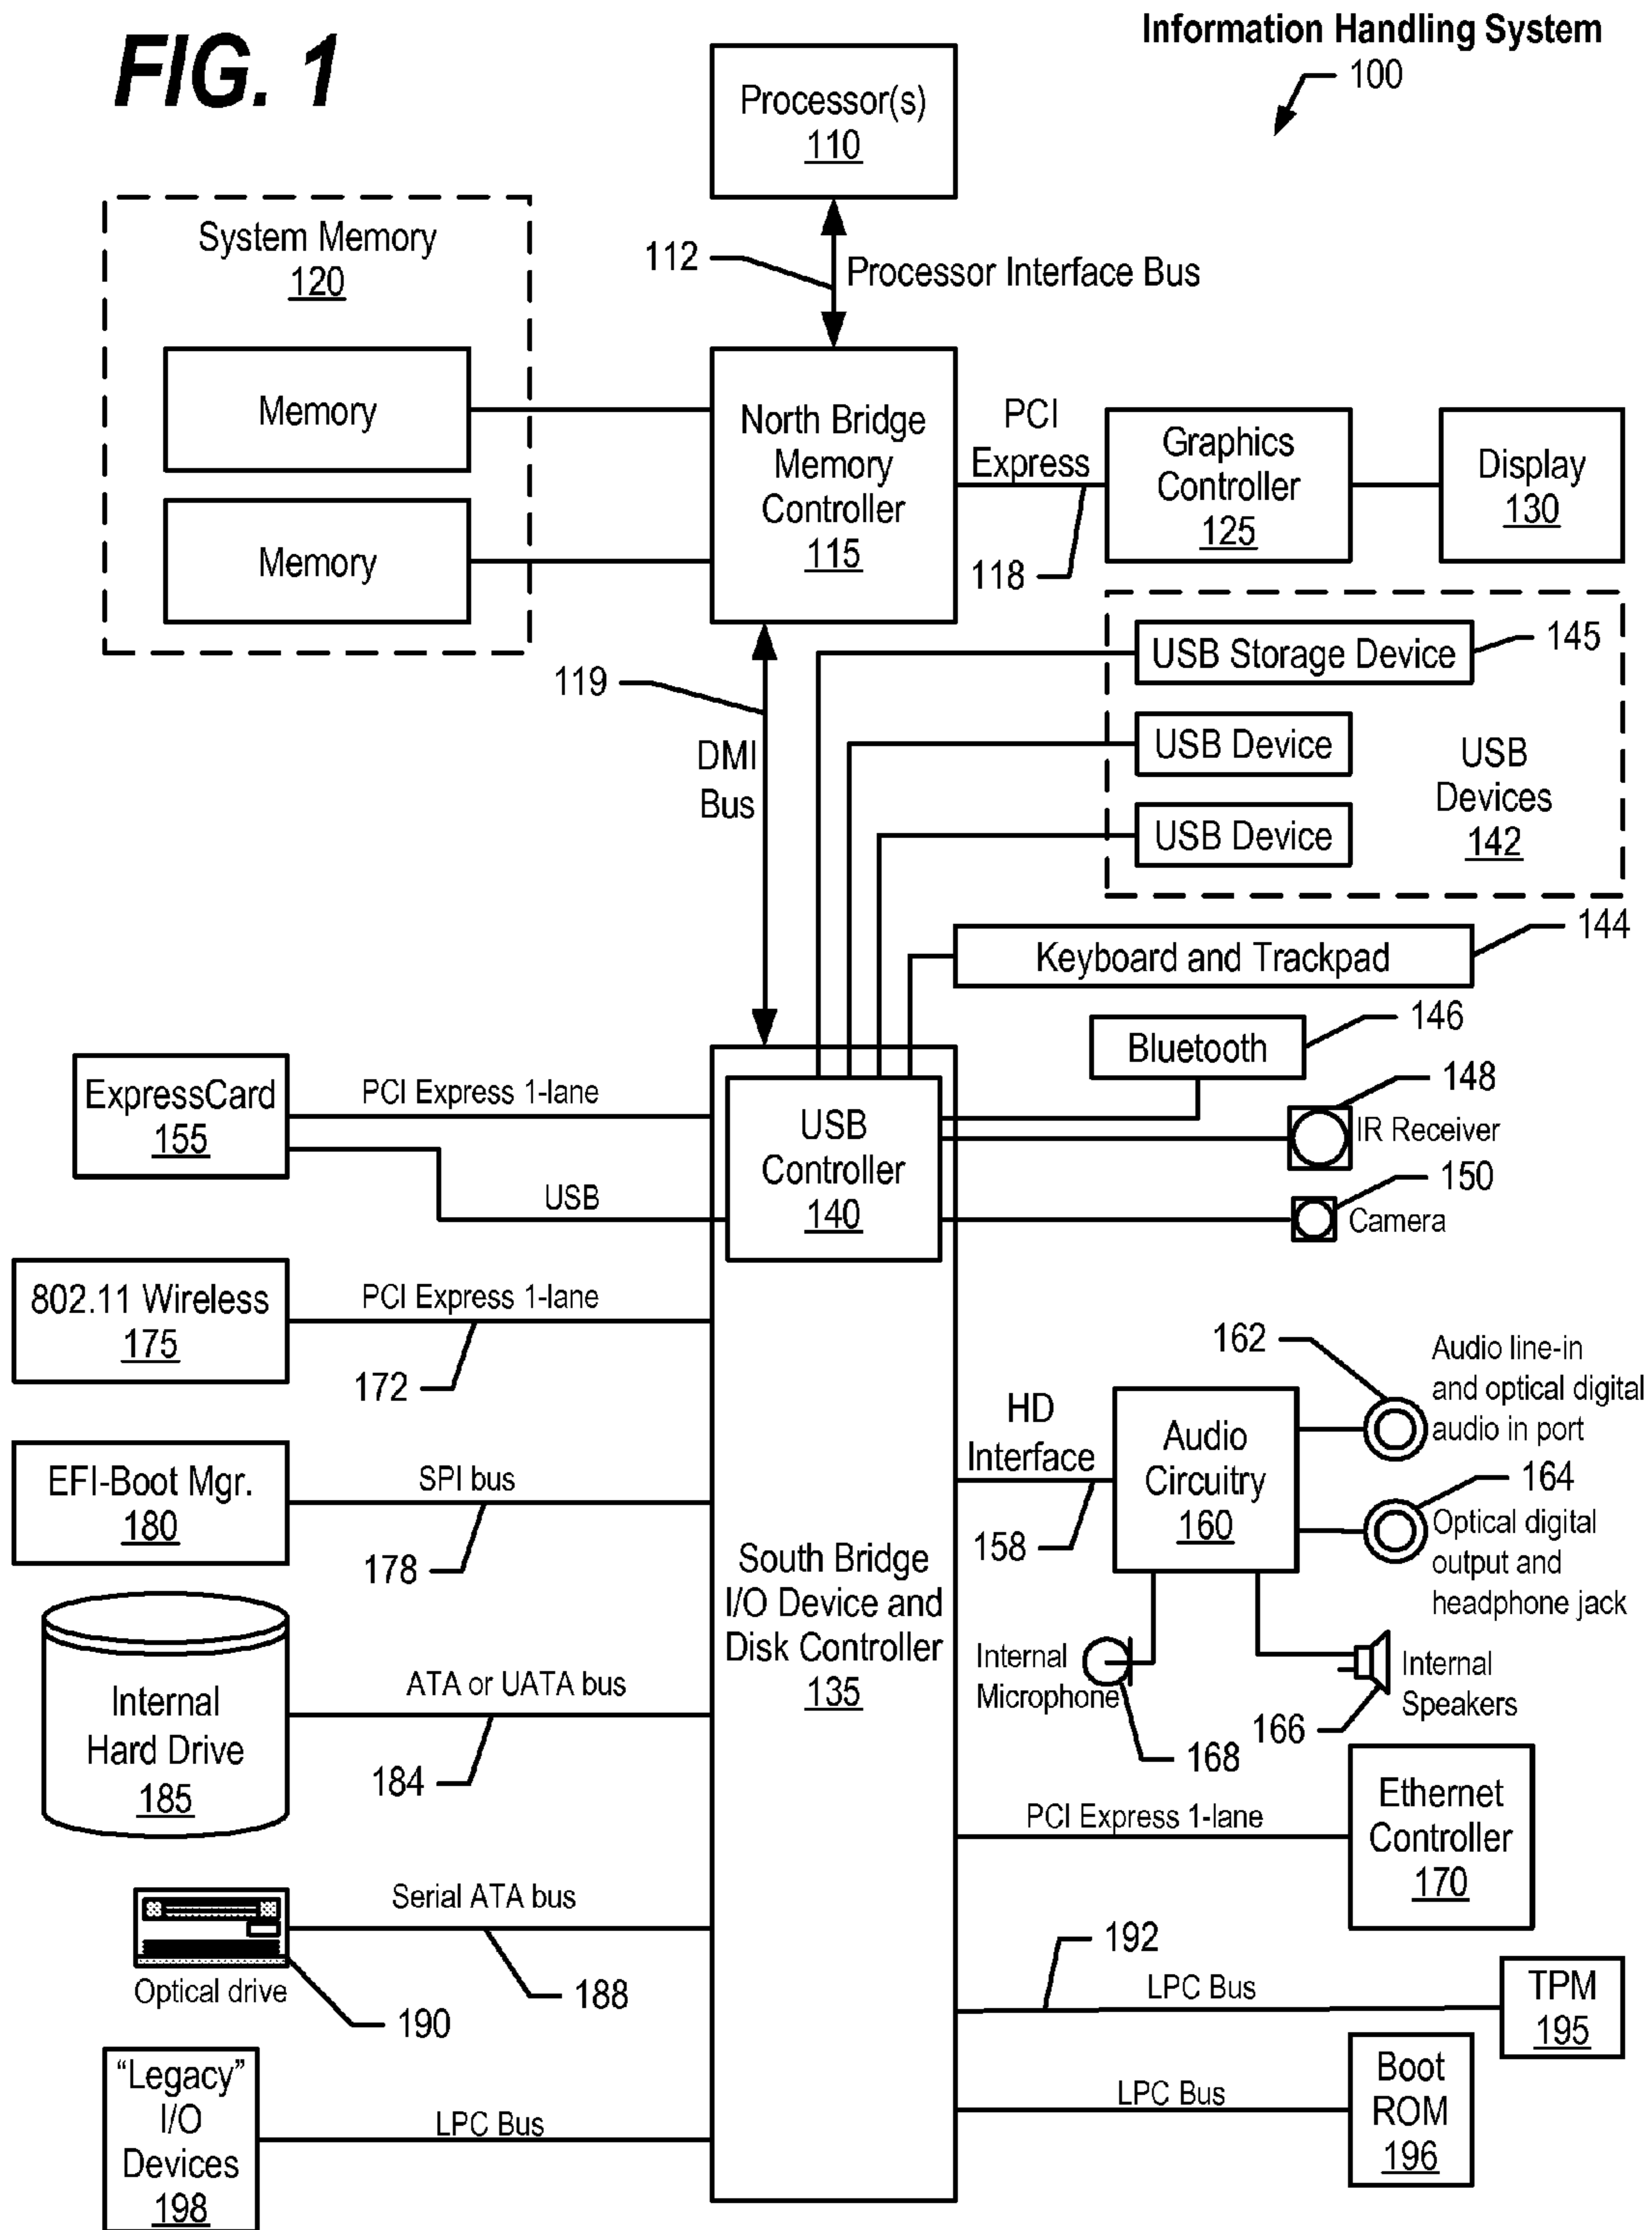 FIG. 1
Information Handling System
100
Processor(s)
110
System Memory
120
112
Processor Interface Bus
Memory
Memory
North Bridge
Memory
Controller
115
PCI
Express
118
Graphics
Controller
125
Display
130
119
DMI
Bus
USB Storage Device
145
USB Device
USB Device
USB
Devices
142
Keyboard and Trackpad
144
Bluetooth
146
148
IR Receiver
150
Camera
ExpressCard
155
PCI Express 1-lane
USB
USB
Controller
140
802.11 Wireless
175
PCI Express 1-lane
172
EFI-Boot Mgr.
180
SPI bus
178
South Bridge
I/O Device and
Disk Controller
135
HD
Interface
158
Audio
Circuitry
160
162
Audio line-in
and optical digital
audio in port
164
Optical digital
output and
headphone jack
Internal
Microphone
168
Internal
Speakers
166
Internal
Hard Drive
185
ATA or UATA bus
184
PCI Express 1-lane
Ethernet
Controller
170
Serial ATA bus
188
Optical drive
190
192
LPC Bus
TPM
195
“Legacy”
I/O
Devices
198
LPC Bus
LPC Bus
Boot
ROM
196